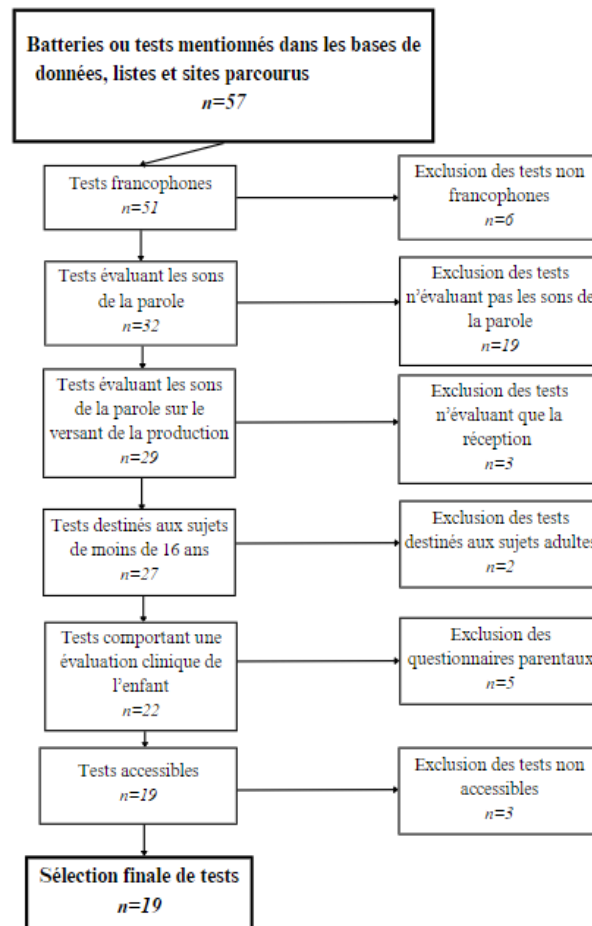 Batteries ou tests mentionnés dans les bases de
données, listes et sites parcourus
n=57
Tests francophones
n=51
Exclusion des tests non
francophones
n=6
Tests évaluant les sons
de la parole
n=32
Exclusion des tests
n'évaluant pas les sons de
la parole
n=19
Tests évaluant les sons
de la parole sur le
versant de la production
n=29
Exclusion des tests
n'évaluant que la
réception
n=3
Tests destinés aux sujets
de moins de 16 ans
n=27
Exclusion des tests
destinés aux sujets adultes
n=2
Tests comportant une
évaluation clinique de
l'enfant
n=22
Exclusion des
questionnaires parentaux
n=5
Tests accessibles
n=19
Exclusion des tests non
accessibles
n=3
Sélection finale de tests
n=19